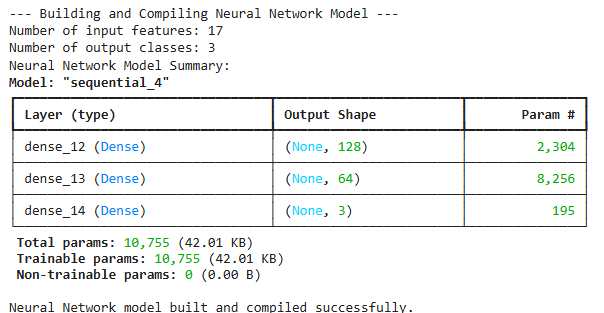 --- Building and Compiling Neural Network Model ---
Number of input features: 17
Number of output classes: 3
Neural Network Model Summary:
Model: "sequential_4"
Layer (type) Output Shape Param #
dense_12 (Dense) (None, 128) 2,304
dense_13 (Dense) (None, 64) 8,256
dense_14 (Dense) (None, 3) 195
Total params: 10,755 (42.01 KB)
Trainable params: 10,755 (42.01 KB)
Non-trainable params: 0 (0.00 B)
Neural Network model built and compiled successfully.